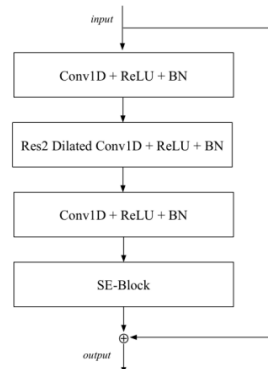 input
Conv1D + ReLU + BN
Res2 Dilated Conv1D + ReLU + BN
Conv1D + ReLU + BN
SE-Block
output